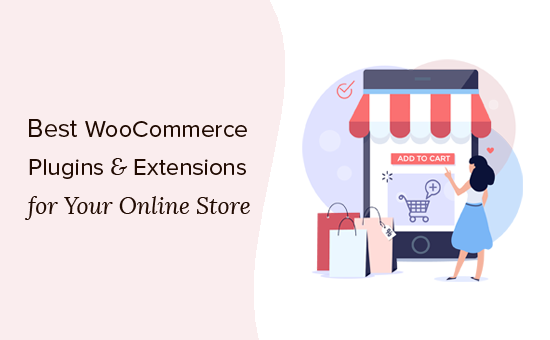 Best WooCommerce
Plugins & Extensions
for Your Online Store
ADD TO CART
%